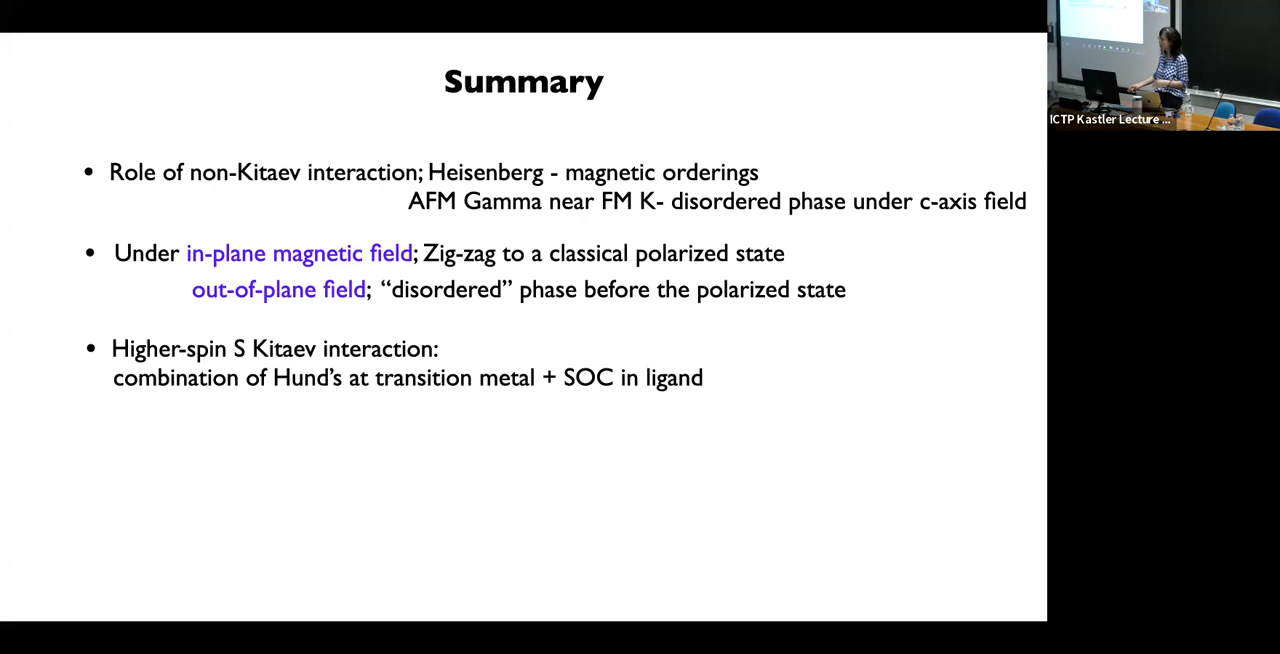 Summary
• Role of non-Kitaev interaction; Heisenberg - magnetic orderings
AFM Gamma near FM K- disordered phase under c-axis field
• Under in-plane magnetic field; Zig-zag to a classical polarized state
out-of-plane field; “disordered” phase before the polarized state
• Higher-spin S Kitaev interaction:
combination of Hund’s at transition metal + SOC in ligand
ICTP Kastler Lecture ...